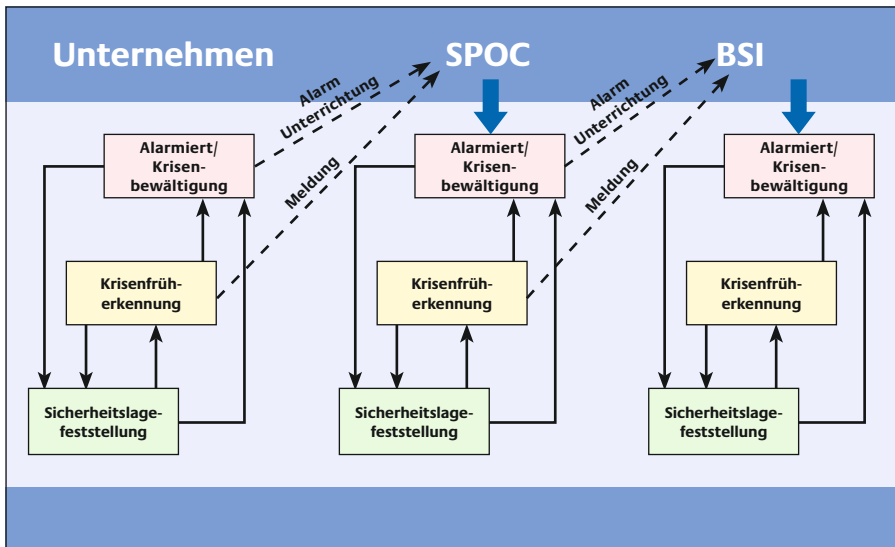 Unternehmen
SPOC
BSI
Alarm
Unterrichtung
Meldung
Alarm
Unterrichtung
Meldung
Alarmiert/
Krisen-
bewältigung
Alarmiert/
Krisen-
bewältigung
Alarmiert/
Krisen-
bewältigung
Krisenfrüh-
erkennung
Krisenfrüh-
erkennung
Krisenfrüh-
erkennung
Sicherheitslage-
feststellung
Sicherheitslage-
feststellung
Sicherheitslage-
feststellung